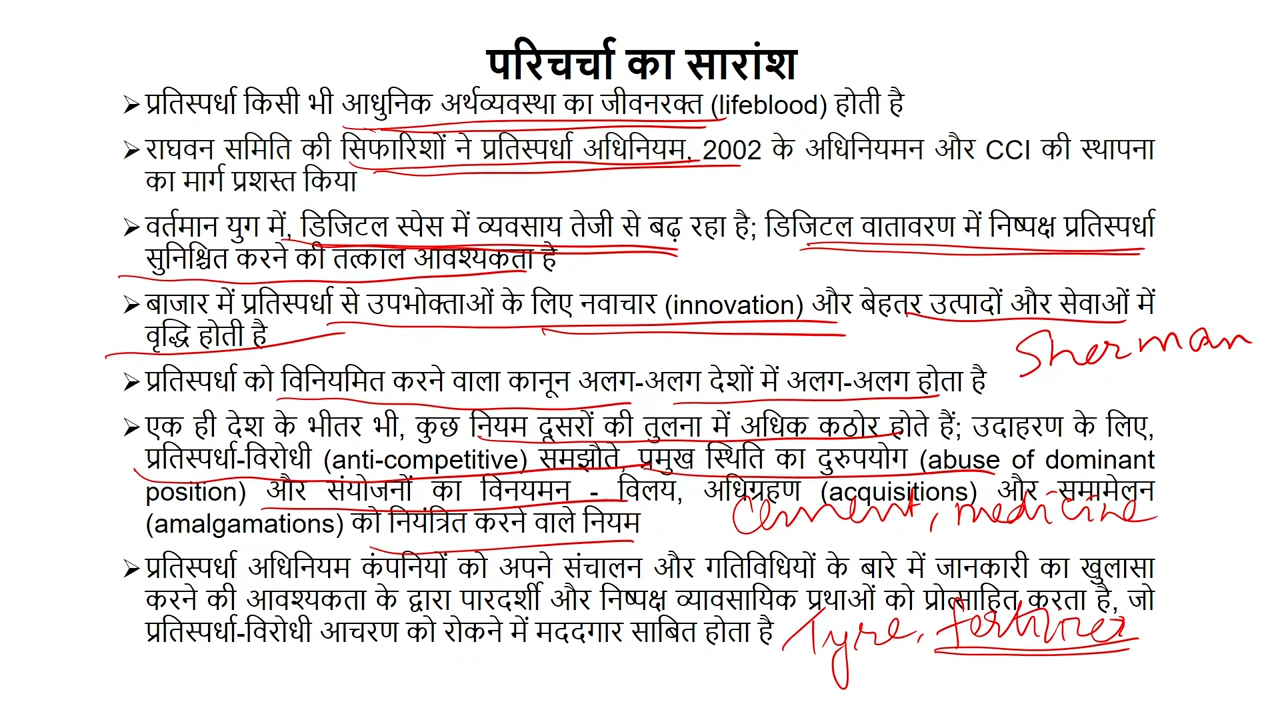 परिचर्चा का सारांश
➢ प्रतिस्पर्धा किसी भी आधुनिक अर्थव्यवस्था का जीवनरक्त (lifeblood) होती है
➢ राघवन समिति की सिफारिशों ने प्रतिस्पर्धा अधिनियम, 2002 के अधिनियमन और CCI की स्थापना
का मार्ग प्रशस्त किया
➢ वर्तमान युग में, डिजिटल स्पेस में व्यवसाय तेजी से बढ़ रहा है; डिजिटल वातावरण में निष्पक्ष प्रतिस्पर्धा
सुनिश्चित करने की तत्काल आवश्यकता है
➢ बाजार में प्रतिस्पर्धा से उपभोक्ताओं के लिए नवाचार (innovation) और बेहतर उत्पादों और सेवाओं में
वृद्धि होती है
Sherman
➢ प्रतिस्पर्धा को विनियमित करने वाला कानून अलग-अलग देशों में अलग-अलग होता है
➢ एक ही देश के भीतर भी, कुछ नियम दूसरों की तुलना में अधिक कठोर होते हैं; उदाहरण के लिए,
प्रतिस्पर्धा-विरोधी (anti-competitive) समझौते, प्रमुख स्थिति का दुरुपयोग (abuse of dominant
position) और संयोजनों का विनयमन - विलय, अधिग्रहण (acquisitions) और समामेलन
(amalgamations) को नियंत्रित करने वाले नियम
Cement, medicine
➢ प्रतिस्पर्धा अधिनियम कंपनियों को अपने संचालन और गतिविधियों के बारे में जानकारी का खुलासा
करने की आवश्यकता के द्वारा पारदर्शी और निष्पक्ष व्यावसायिक प्रथाओं को प्रोत्साहित करता है, जो
प्रतिस्पर्धा-विरोधी आचरण को रोकने में मददगार साबित होता है
Tyre,